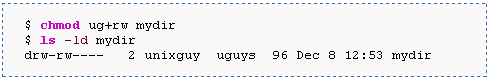 $ chmod ug+rw mydir
$ ls -ld mydir
drw-rw---- 2 unixguy uguys 96 Dec 8 12:53 mydir